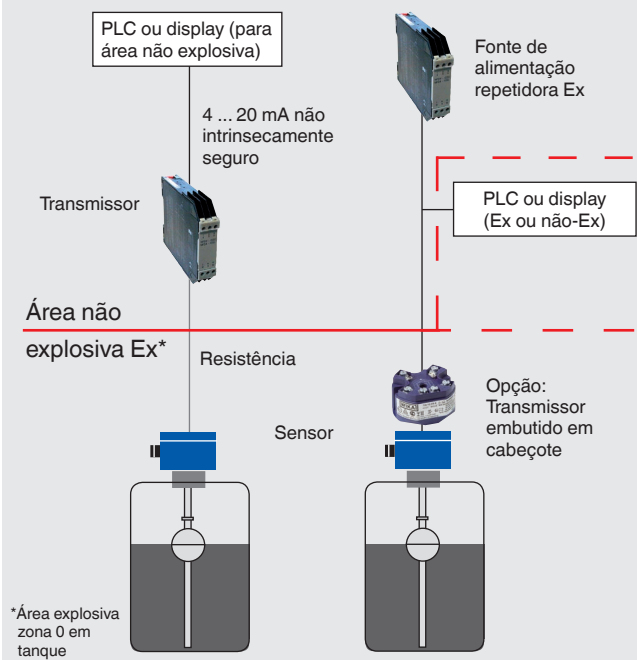 PLC ou display (para
área não explosiva)
Fonte de
alimentação
repetidora Ex
4 ... 20 mA não
intrinsecamente
seguro
Transmissor
PLC ou display
(Ex ou não-Ex)
Área não
explosiva Ex*
Resistência
Opção:
Transmissor
embutido em
cabeçote
Sensor
*Área explosiva
zona 0 em
tanque